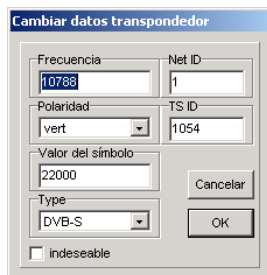 Cambiar datos transpondedor
Frecuencia
Net ID
10788
1
Polaridad
TS ID
vert
1054
Valor del símbolo
22000
Cancelar
Type
DVB-S
OK
indeseable